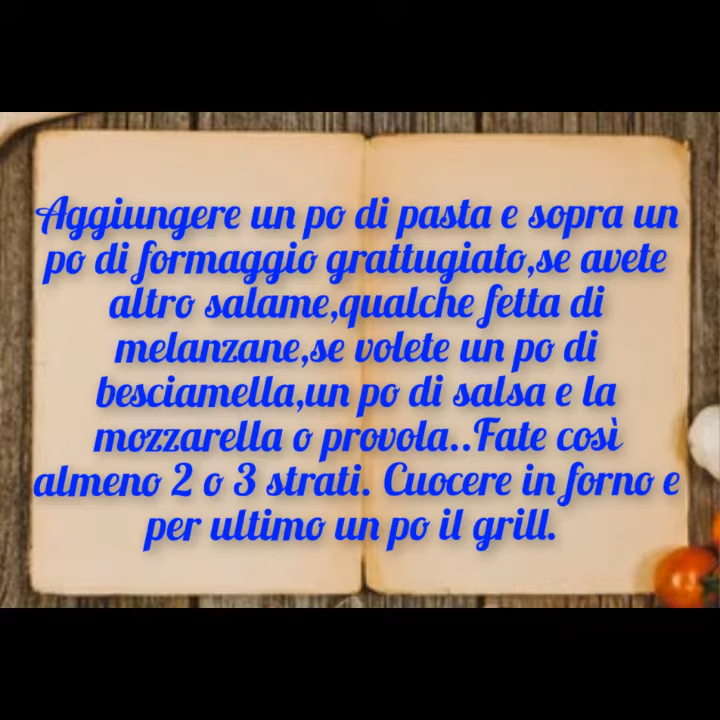 Aggiungere un po di pasta e sopra un
po di formaggio grattugiato,se avete
altro salame,qualche fetta di
melanzane,se volete un po di
besciamella,un po di salsa e la
mozzarella o provola..Fate così
almeno 2 o 3 strati. Cuocere in forno e
per ultimo un po il grill.